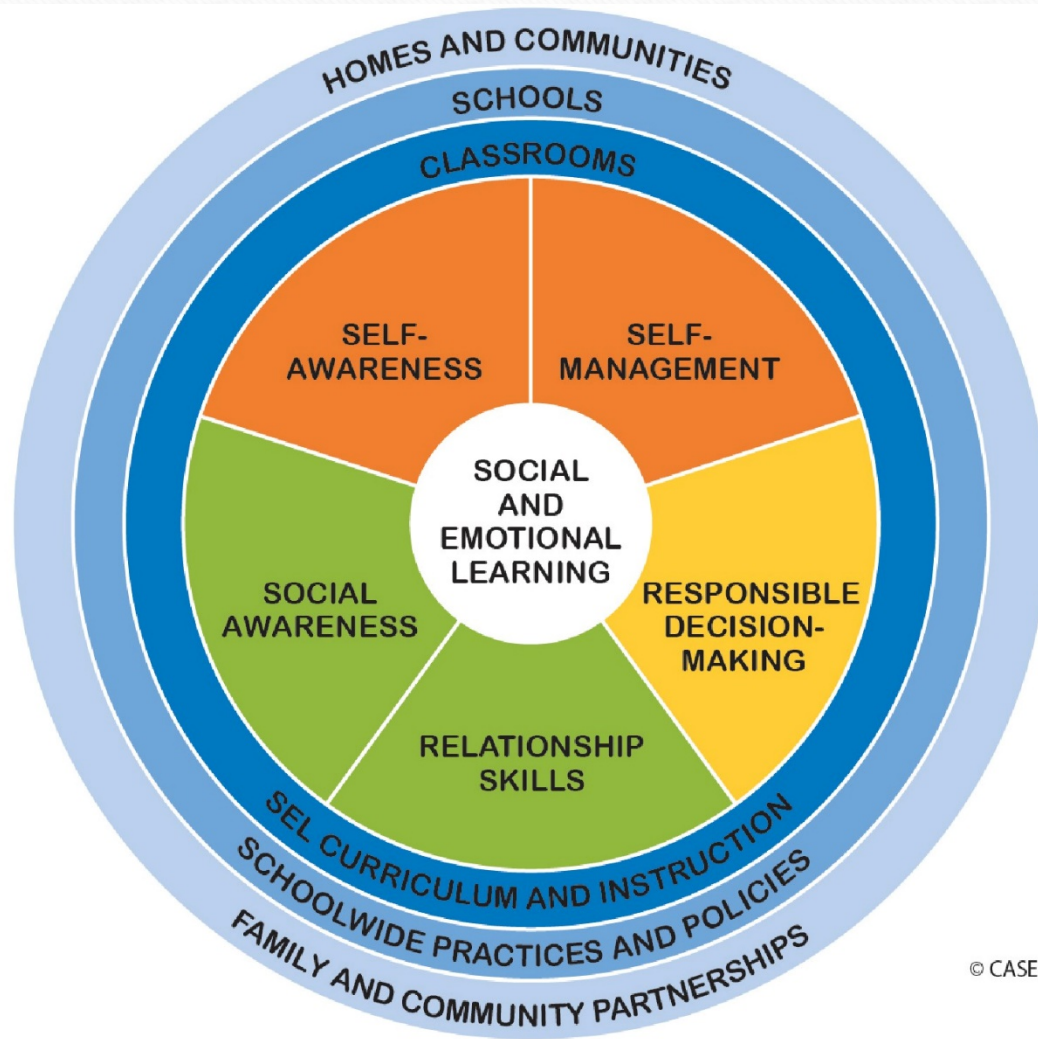 HOMES AND COMMUNITIES
SCHOOLS
CLASSROOMS
SELF-
AWARENESS
SELF-
MANAGEMENT
SOCIAL
AND
EMOTIONAL
LEARNING
SOCIAL
AWARENESS
RESPONSIBLE
DECISION-
MAKING
RELATIONSHIP
SKILLS
SEL CURRICULUM AND INSTRUCTION
SCHOOLWIDE PRACTICES AND POLICIES
FAMILY AND COMMUNITY PARTNERSHIPS
© CASE